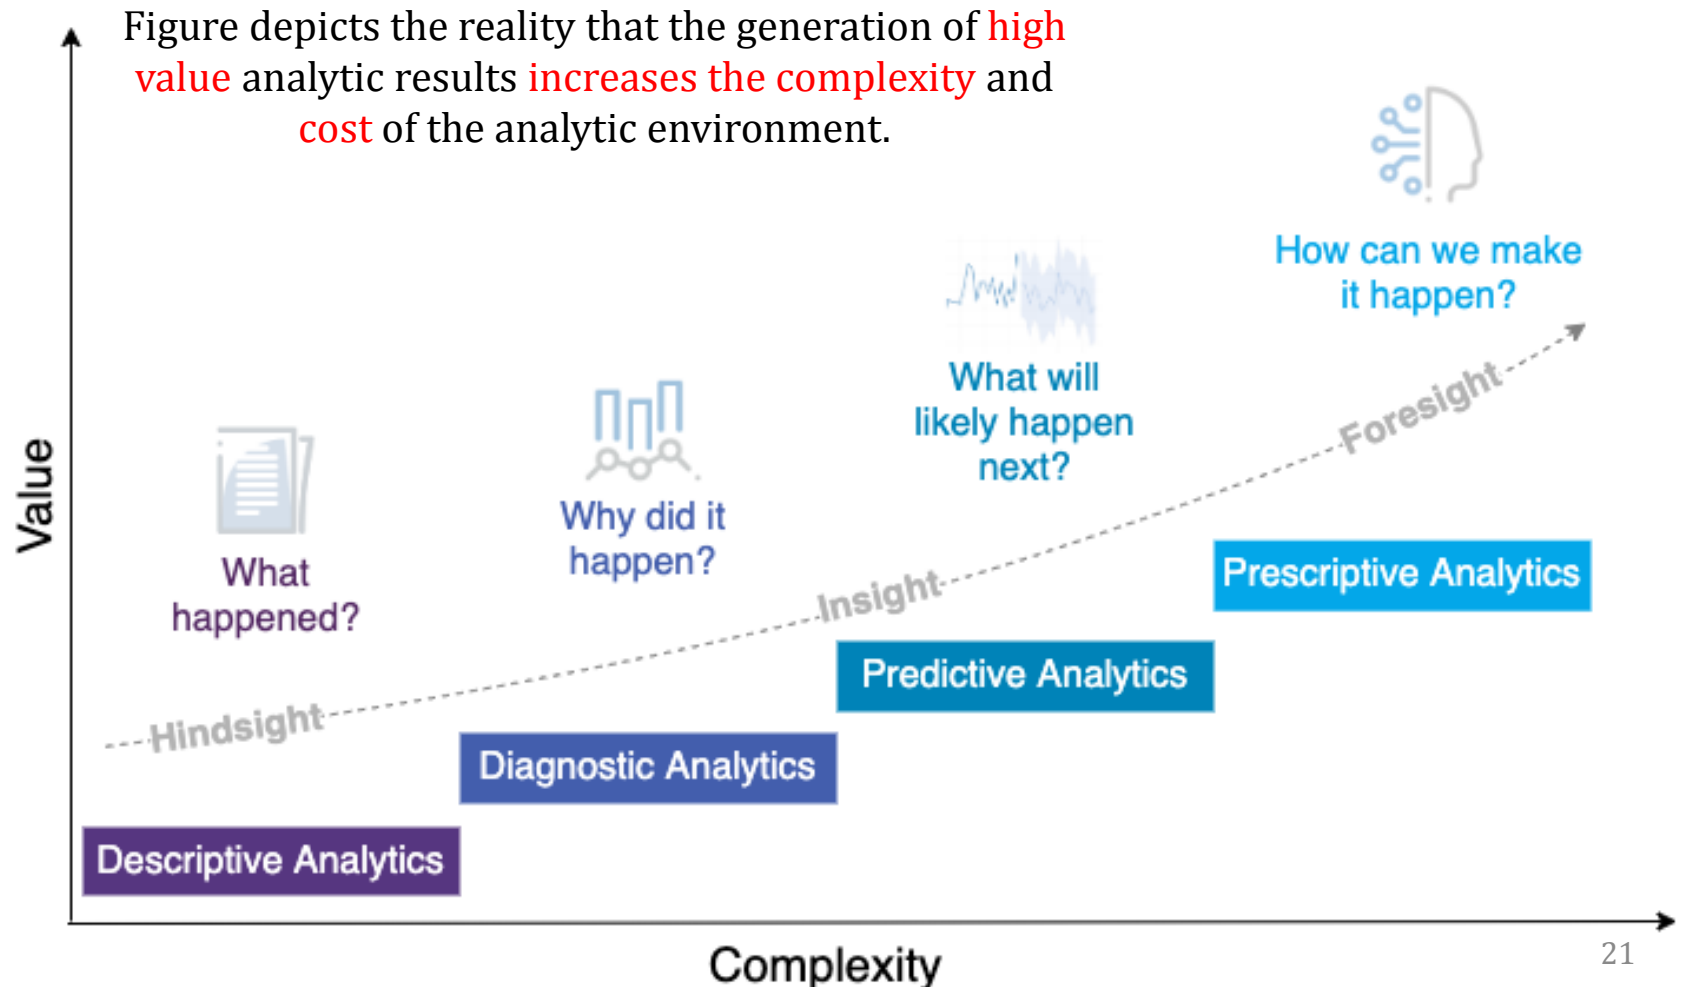 Figure depicts the reality that the generation of high
value analytic results increases the complexity and
cost of the analytic environment.
How can we make
it happen?
What will
likely happen
next?
Why did it
happen?
What
happened?
Value
Hindsight
Insight
Foresight
Descriptive Analytics
Diagnostic Analytics
Predictive Analytics
Prescriptive Analytics
Complexity
21